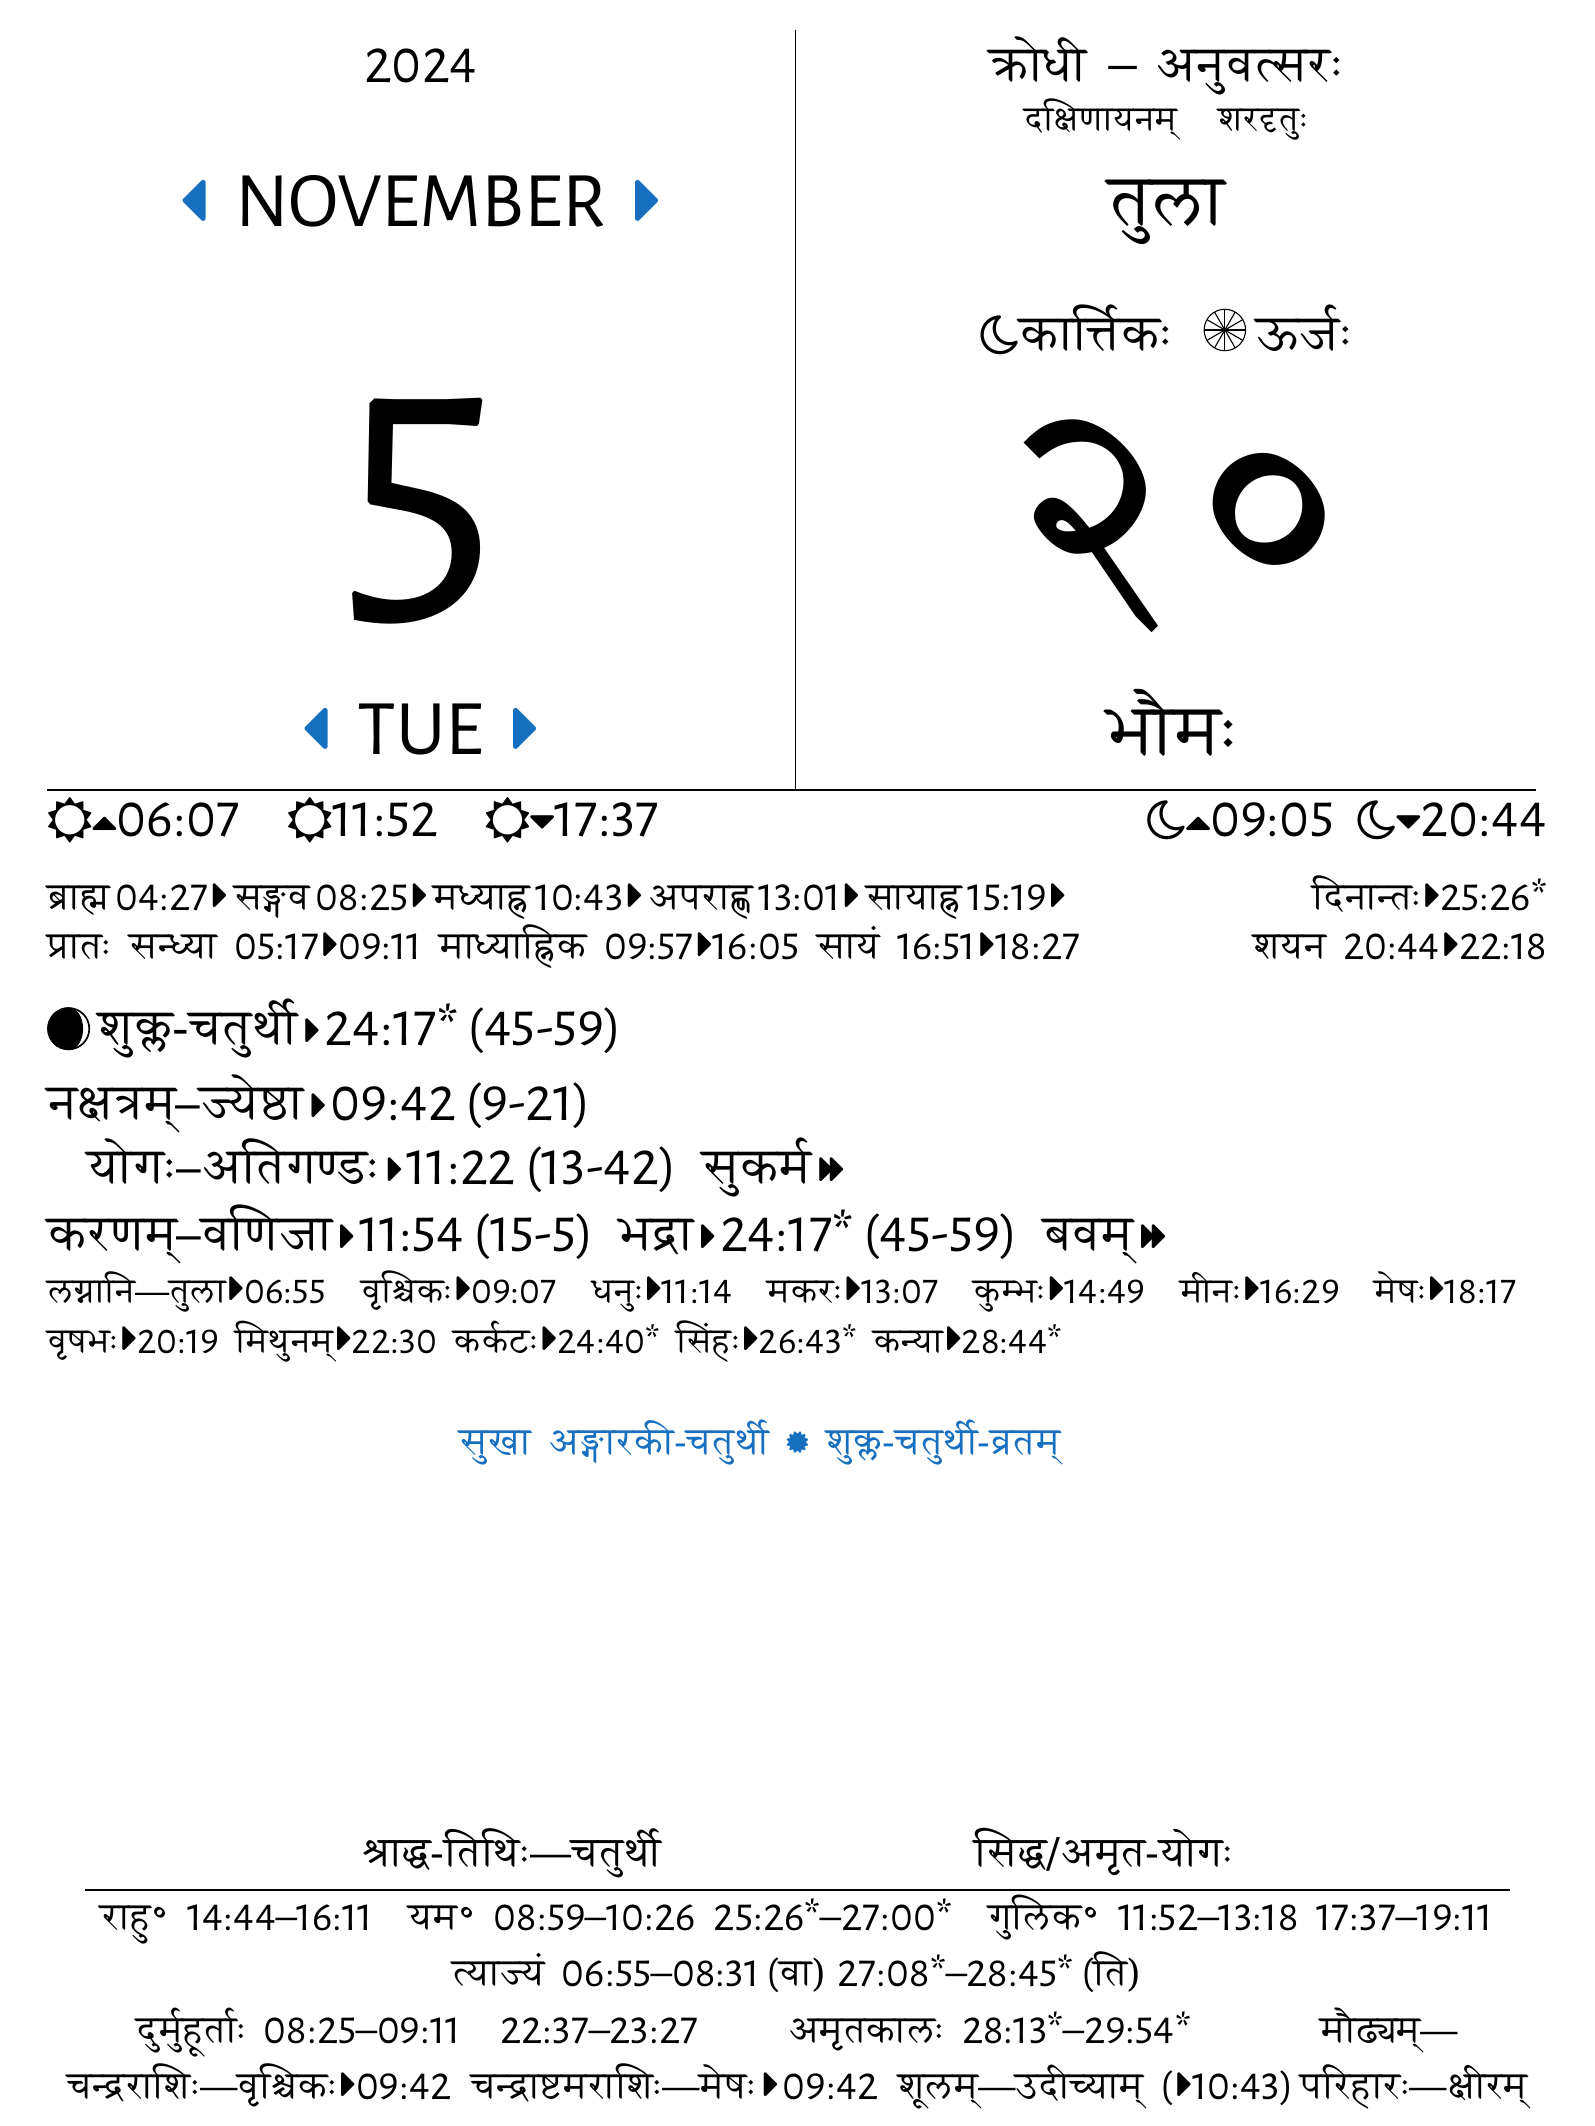 2024
NOVEMBER
5
TUE
क्रोधी – अनुवत्सरः
दक्षिणायनम् शरदृतुः
तुला
कार्त्तिकः ऊर्जः
२०
भौमः
06:07 11:52 17:37 09:05 20:44
ब्राह्म 04:27 सङ्गव 08:25 मध्याह्न 10:43 अपराह्ण 13:01 सायाह्न 15:19 दिनान्तः 25:26*
प्रातः सन्ध्या 05:17 09:11 माध्याह्निक 09:57 16:05 सायं 16:51 18:27 शयन 20:44 22:18
शुक्ल-चतुर्थी 24:17* (45-59)
नक्षत्रम्–ज्येष्ठा 09:42 (9-21)
योगः–अतिगण्डः 11:22 (13-42) सुकर्म
करणम्–वणिजा 11:54 (15-5) भद्रा 24:17* (45-59) बवम्
लग्नानि—तुला 06:55 वृश्चिकः 09:07 धनुः 11:14 मकरः 13:07 कुम्भः 14:49 मीनः 16:29 मेषः 18:17
वृषभः 20:19 मिथुनम् 22:30 कर्कटः 24:40* सिंहः 26:43* कन्या 28:44*
सुखा अङ्गारकी-चतुर्थी ✹ शुक्ल-चतुर्थी-व्रतम्
श्राद्ध-तिथिः—चतुर्थी सिद्ध/अमृत-योगः
राहु॰ 14:44–16:11 यम॰ 08:59–10:26 25:26*–27:00* गुलिक॰ 11:52–13:18 17:37–19:11
त्याज्यं 06:55–08:31 (वा) 27:08*–28:45* (ति)
दुर्मुहूर्ताः 08:25–09:11 22:37–23:27 अमृतकालः 28:13*–29:54* मौढ्यम्—
चन्द्रराशिः—वृश्चिकः 09:42 चन्द्राष्टमराशिः—मेषः 09:42 शूलम्—उदीच्याम् (10:43) परिहारः—क्षीरम्